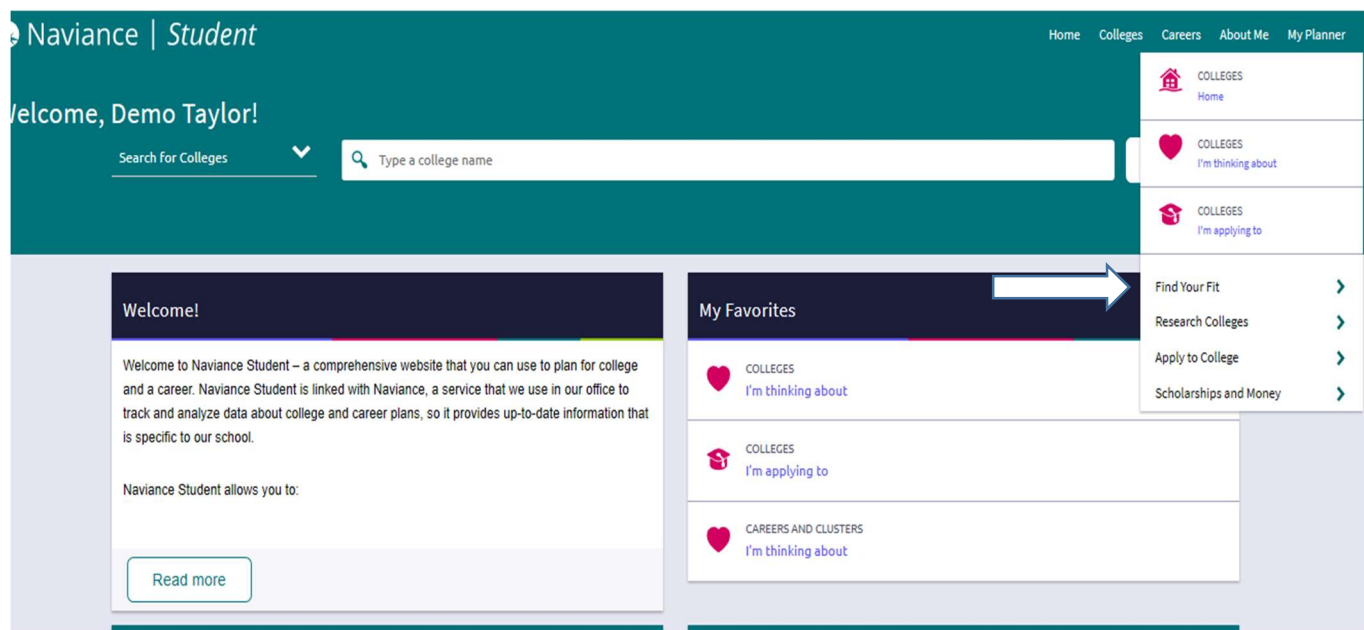 Naviance | Student
Home Colleges Careers About Me My Planner
Welcome, Demo Taylor!
Search for Colleges
Type a college name
COLLEGES
Home
COLLEGES
I'm thinking about
COLLEGES
I'm applying to
Find Your Fit
Research Colleges
Apply to College
Scholarships and Money
Welcome!
Welcome to Naviance Student – a comprehensive website that you can use to plan for college
and a career. Naviance Student is linked with Naviance, a service that we use in our office to
track and analyze data about college and career plans, so it provides up-to-date information that
is specific to our school.
Naviance Student allows you to:
Read more
My Favorites
COLLEGES
I'm thinking about
COLLEGES
I'm applying to
CAREERS AND CLUSTERS
I'm thinking about